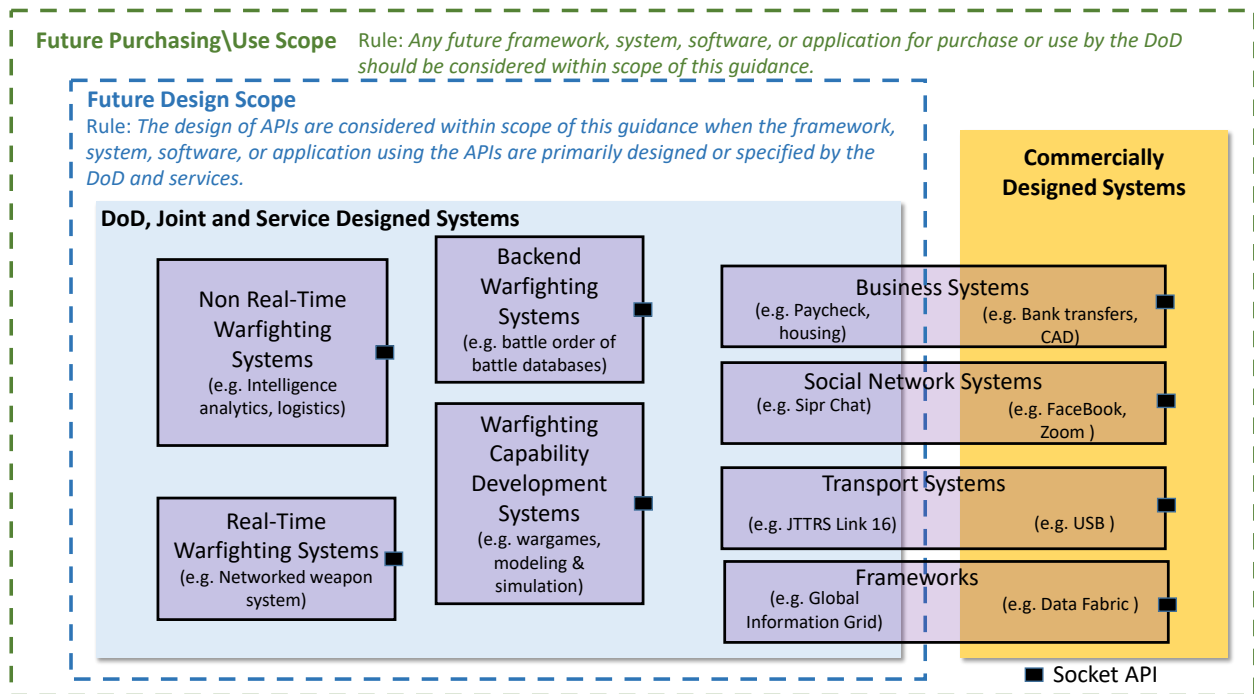 Future Purchasing\Use Scope
Rule: Any future framework, system, software, or application for purchase or use by the DoD
should be considered within scope of this guidance.
Future Design Scope
Rule: The design of APIs are considered within scope of this guidance when the framework,
system, software, or application using the APIs are primarily designed or specified by the
DoD and services.
Commercially
Designed Systems
DoD, Joint and Service Designed Systems
Non Real-Time
Warfighting
Systems
(e.g. Intelligence
analytics, logistics)
Backend
Warfighting
Systems
(e.g. battle order of
battle databases)
Business Systems
(e.g. Paycheck,
housing)
(e.g. Bank transfers,
CAD)
Social Network Systems
(e.g. Sipr Chat)
(e.g. FaceBook,
Zoom )
Real-Time
Warfighting Systems
(e.g. Networked weapon
system)
Warfighting
Capability
Development
Systems
(e.g. wargames,
modeling &
simulation)
Transport Systems
(e.g. JTTRS Link 16)
(e.g. USB )
Frameworks
(e.g. Global
Information Grid)
(e.g. Data Fabric )
Socket API